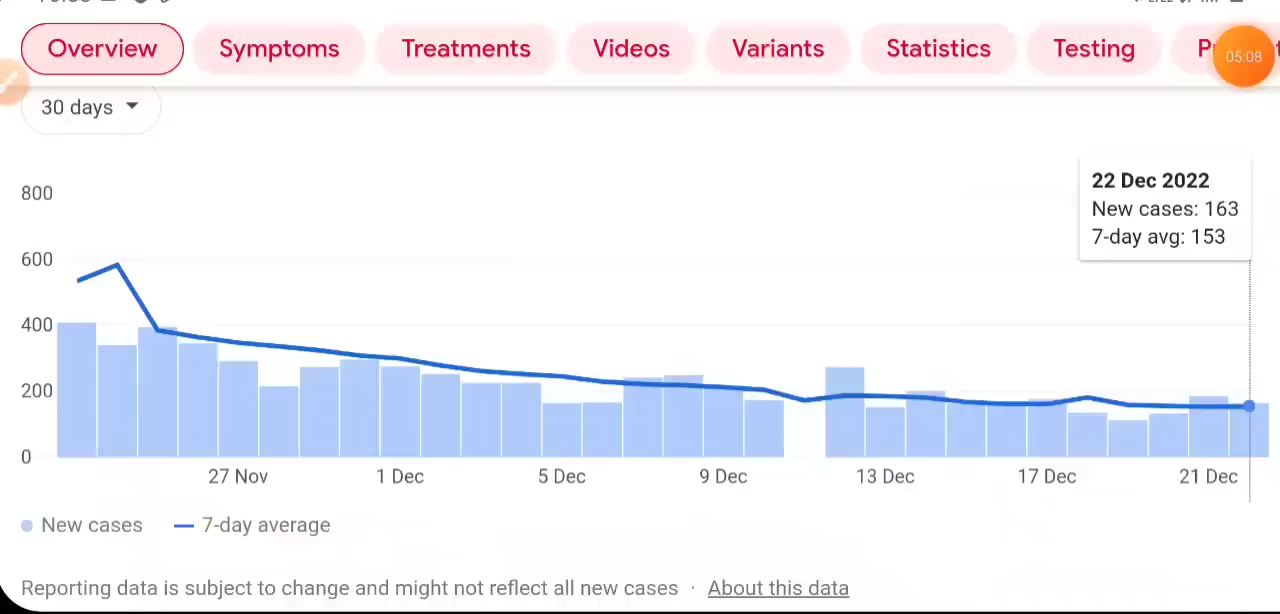 Overview Symptoms Treatments Videos Variants Statistics Testing
05:08
30 days
22 Dec 2022
New cases: 163
7-day avg: 153
800
600
400
200
0
27 Nov 1 Dec 5 Dec 9 Dec 13 Dec 17 Dec 21 Dec
New cases 7-day average
Reporting data is subject to change and might not reflect all new cases · About this data